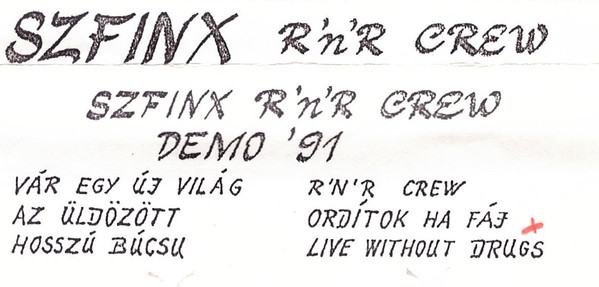 SZFINX R'n'R CREW
SZFINX R'n'R CREW
DEMO '91
VÁR EGY ÚJ VILÁG
AZ ÜLDÖZÖTT
HOSSZÚ BÚCSU
R'N'R CREW
ORDÍTOK HA FÁJ
LIVE WITHOUT DRUGS